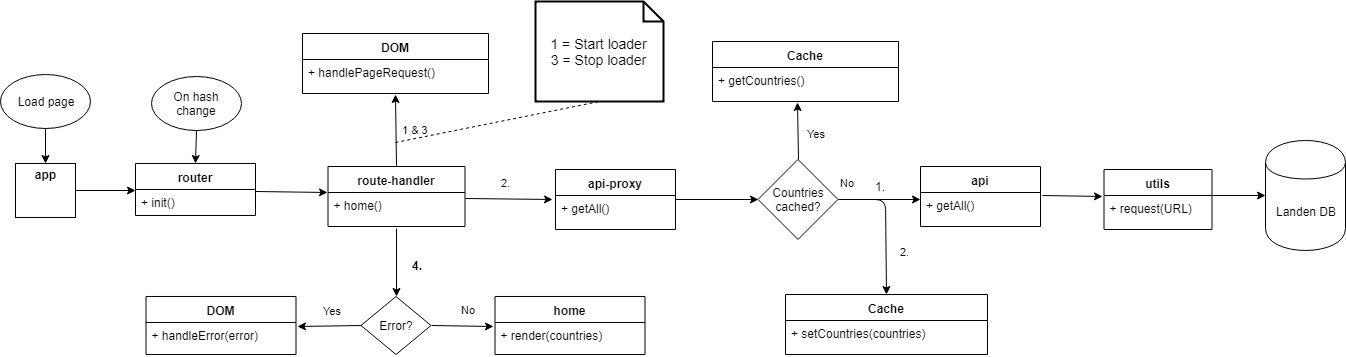 1 = Start loader
3 = Stop loader
DOM
+ handlePageRequest()
Cache
+ getCountries()
Load page
On hash
change
1 & 3
Yes
app
router
+ init()
route-handler
+ home()
2.
api-proxy
+ getAll()
Countries
cached?
No
1.
api
+ getAll()
utils
+ request(URL)
Landen DB
2.
4.
DOM
+ handleError(error)
Yes
Error?
No
home
+ render(countries)
Cache
+ setCountries(countries)